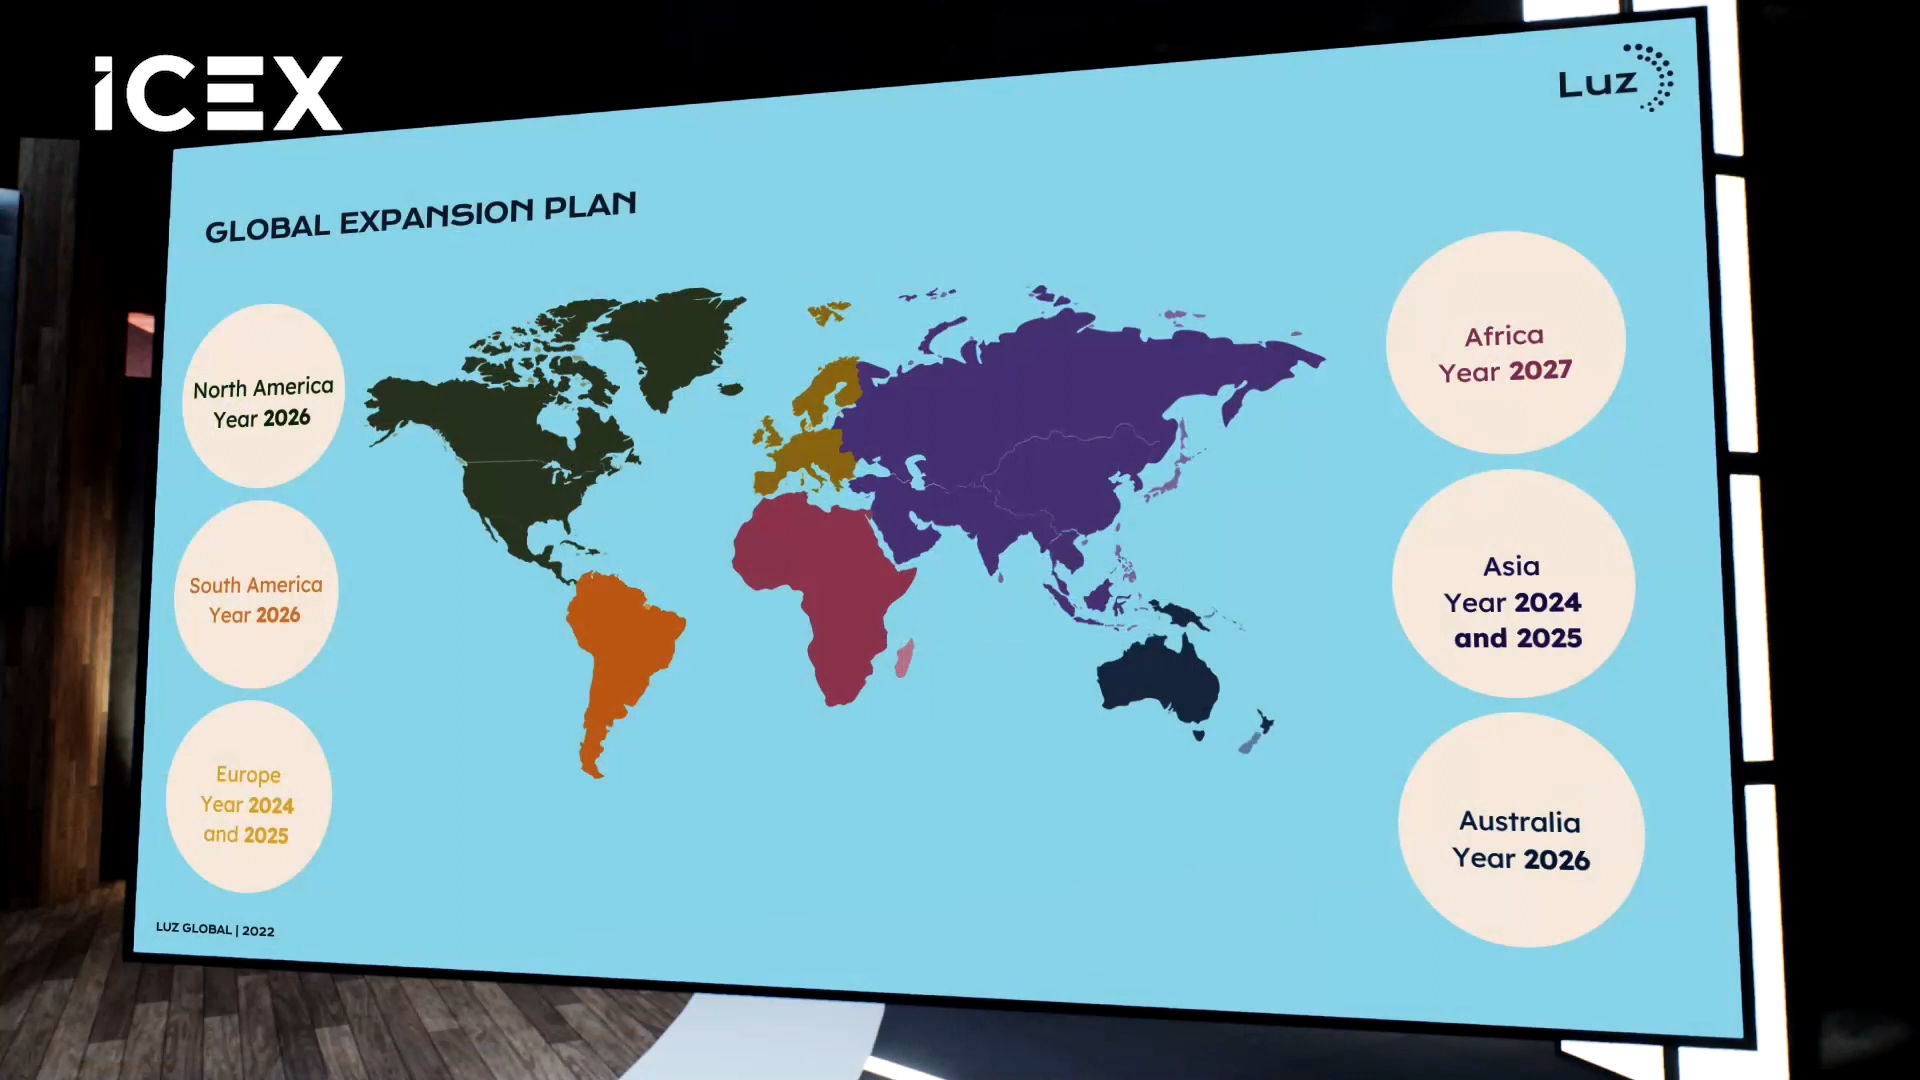 iCEX
Luz
GLOBAL EXPANSION PLAN
North America
Year 2026
South America
Year 2026
Europe
Year 2024
and 2025
Africa
Year 2027
Asia
Year 2024
and 2025
Australia
Year 2026
LUZ GLOBAL | 2022